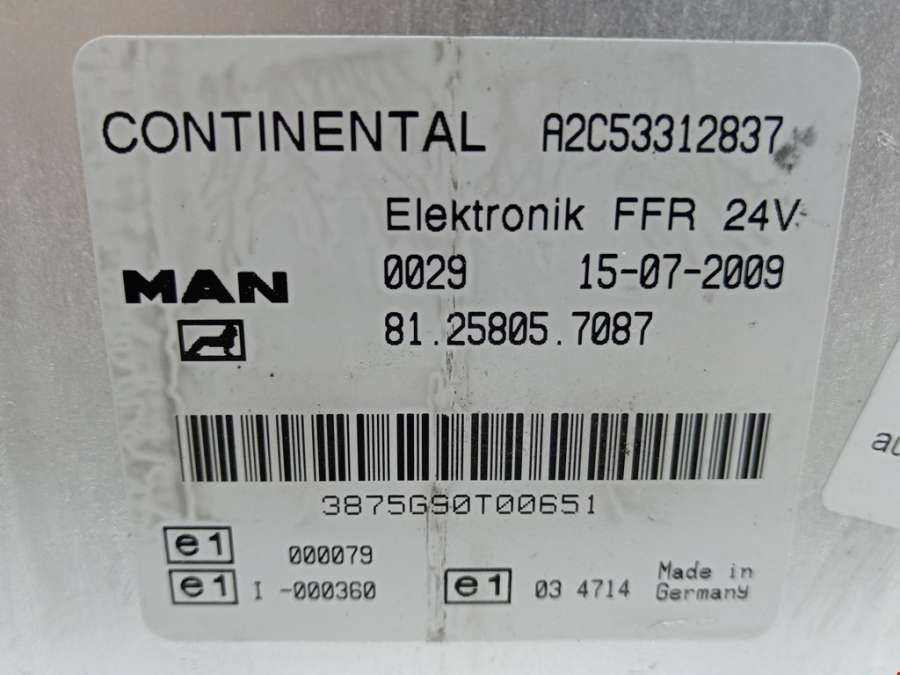 CONTINENTAL A2C53312837
Elektronik FFR 24V
0029 15-07-2009
MAN
81.25805.7087
3875G90T00651
e1 000079
e1 I -000360
e1 03 4714
Made in
Germany